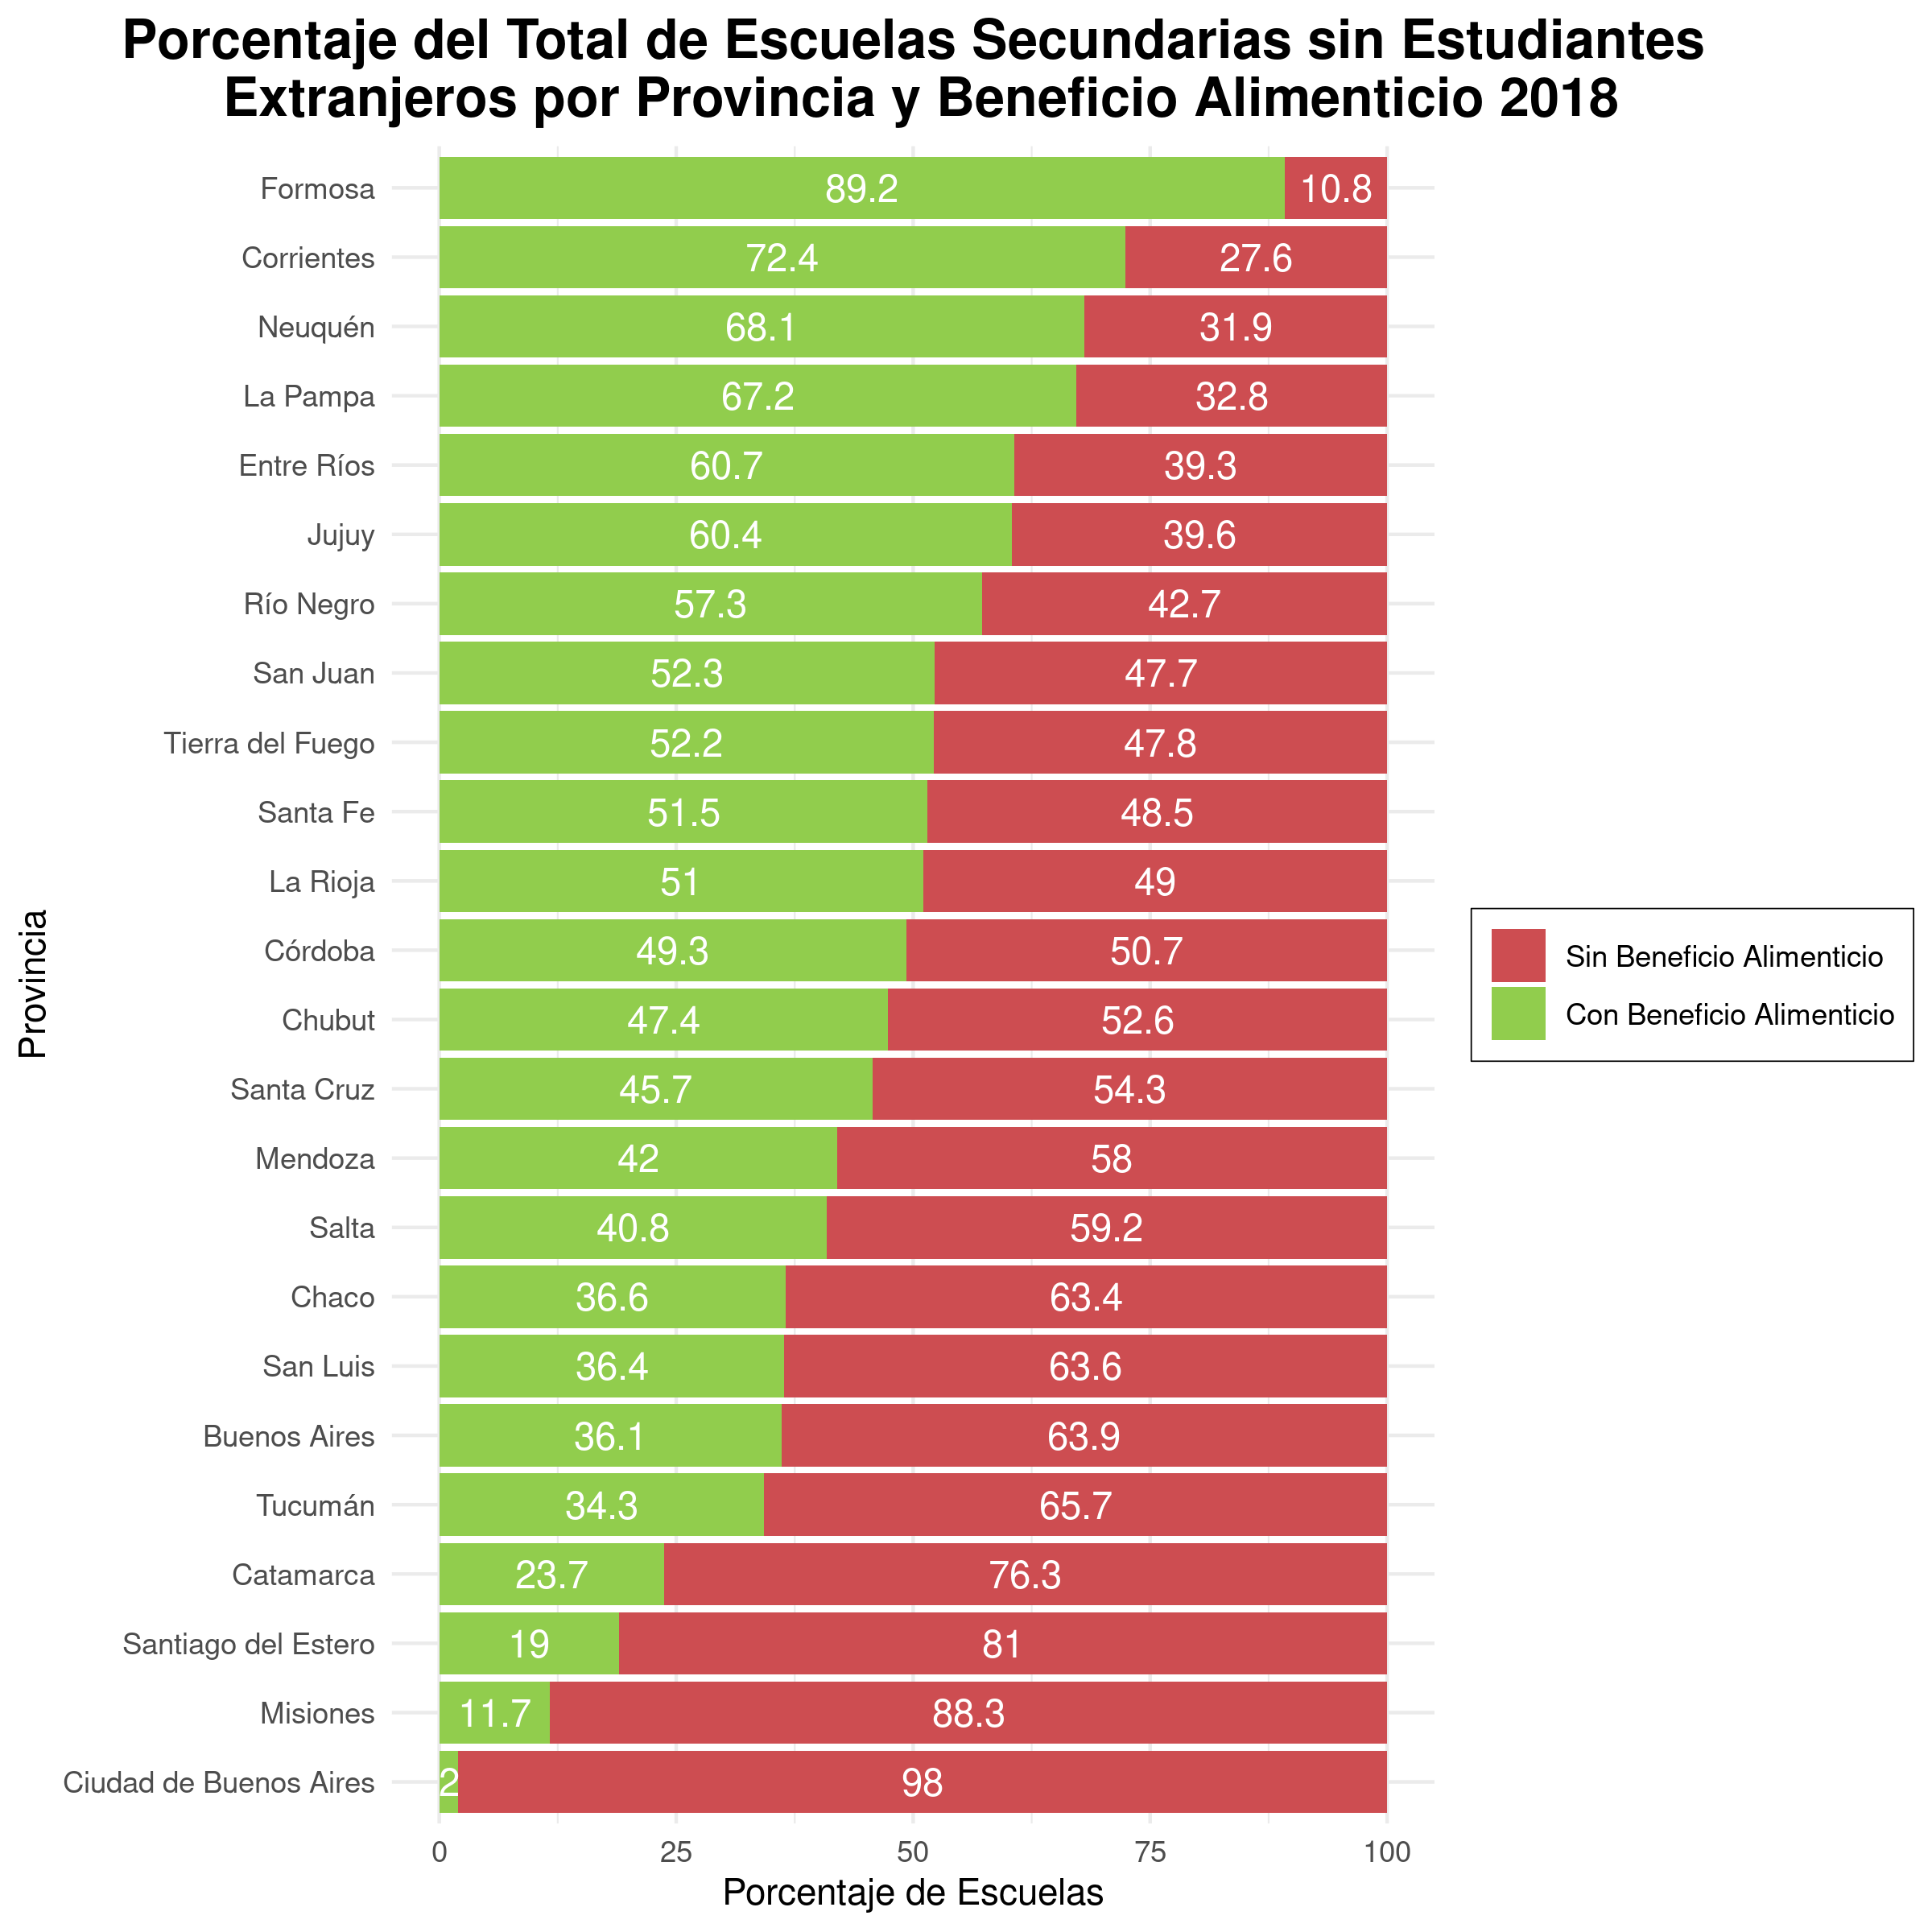 Porcentaje del Total de Escuelas Secundarias sin Estudiantes
Extranjeros por Provincia y Beneficio Alimenticio 2018
Formosa 89.2 10.8
Corrientes 72.4 27.6
Neuquén 68.1 31.9
La Pampa 67.2 32.8
Entre Ríos 60.7 39.3
Jujuy 60.4 39.6
Río Negro 57.3 42.7
San Juan 52.3 47.7
Tierra del Fuego 52.2 47.8
Santa Fe 51.5 48.5
La Rioja 51 49
Córdoba 49.3 50.7
Chubut 47.4 52.6
Santa Cruz 45.7 54.3
Mendoza 42 58
Salta 40.8 59.2
Chaco 36.6 63.4
San Luis 36.4 63.6
Buenos Aires 36.1 63.9
Tucumán 34.3 65.7
Catamarca 23.7 76.3
Santiago del Estero 19 81
Misiones 11.7 88.3
Ciudad de Buenos Aires 2 98
0 25 50 75 100
Porcentaje de Escuelas
Provincia
Sin Beneficio Alimenticio
Con Beneficio Alimenticio